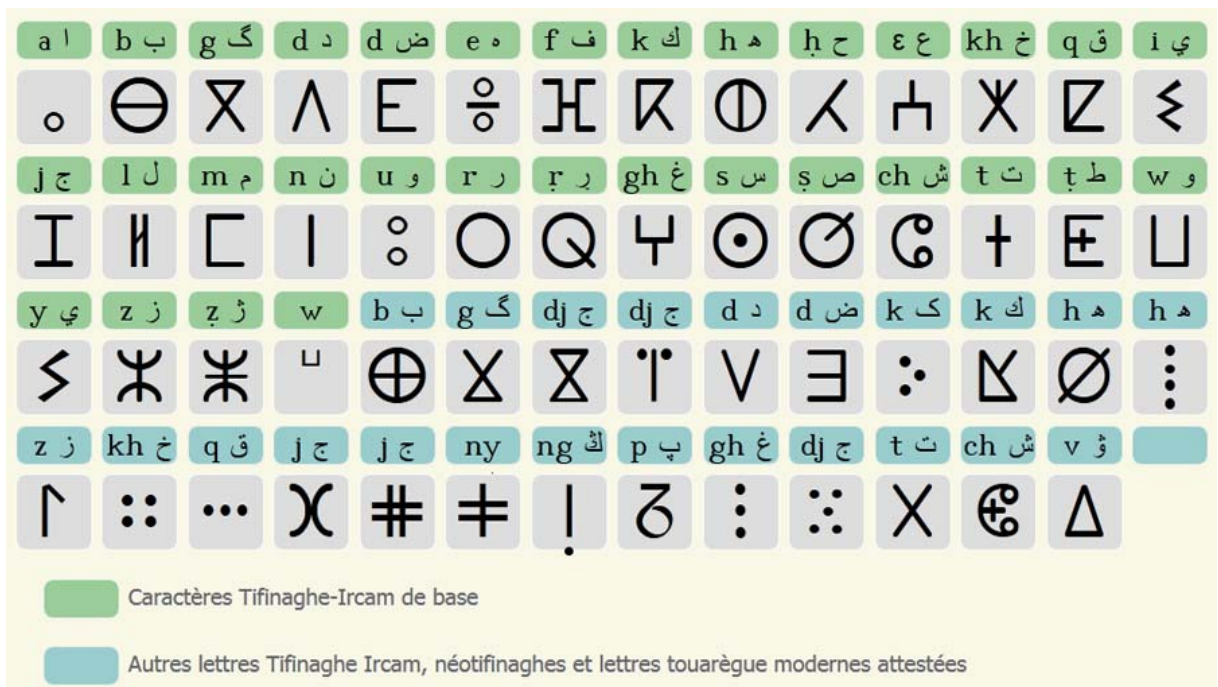 a ا b ب g گ d د d ض e ه f ف k ك h ھ ḥ ح ε ع kh خ q ق i ي
ⴰ ⴱ ⴳ ⴷ ⴹ ⴻ ⴼ ⴽ ⵀ ⵃ ⵄ ⵅ ⵇ ⵉ
j ج l ل m م n ن u و r ر ṛ ڕ gh غ s س ṣ ص ch ش t ت ṭ ط w و
ⵊ ⵍ ⵎ ⵏ ⵓ ⵔ ⵕ ⵖ ⵙ ⵚ ⵛ ⵜ ⵟ ⵡ
y ي z ز ẓ ژ w b ب g گ dj ج dj ج d د d ض k ک k ك h ھ h ھ
ⵢ ⵣ ⵥ ⵯ ⴲ ⴴ ⴵ ⴶ ⴸ ⴺ ⴾ ⴿ ⵁ ⵂ
z ز kh خ q ق j ج j ج ny ng ڭ p پ gh غ dj ج t ت ch ش v ۋ
ⵤ ⵆ ⵈ ⵋ ⵌ ⵐ ⵑ ⵒ ⵗ ⵘ ⵝ ⵞ ⵠ
Caractères Tifinaghe-Ircam de base
Autres lettres Tifinaghe Ircam, néotifinaghes et lettres touarègue modernes attestées